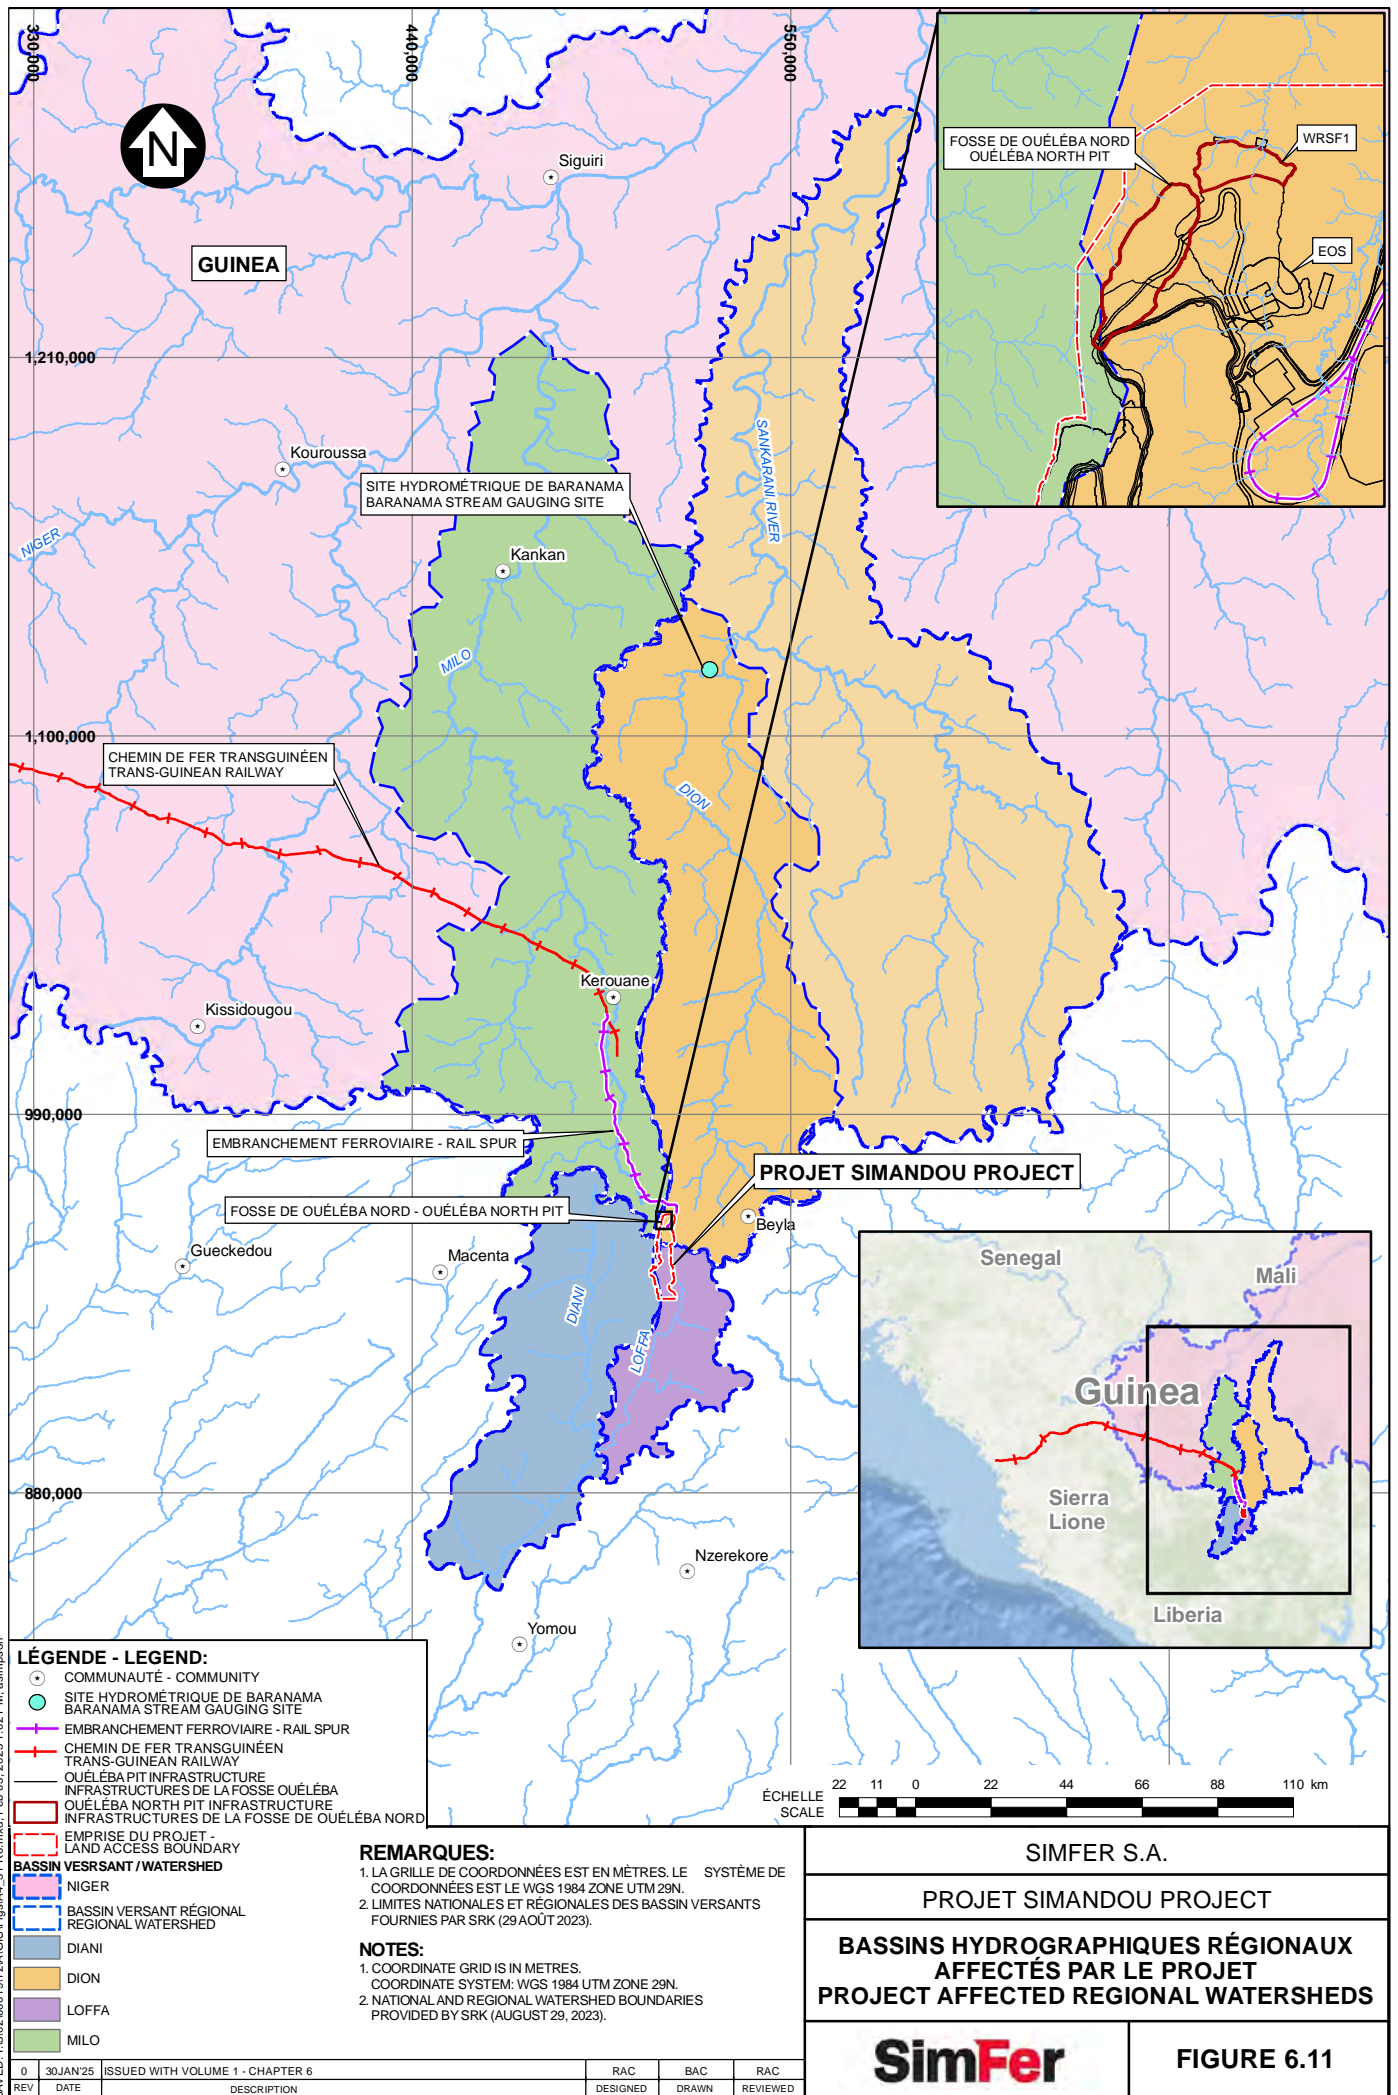 330,000
440,000
550,000
N
GUINEA
Siguiri
1,210,000
Kouroussa
NIGER
SITE HYDROMÉTRIQUE DE BARANAMA
BARANAMA STREAM GAUGING SITE
SANKARANI RIVER
Kankan
MILO
1,100,000
CHEMIN DE FER TRANSGUINÉEN
TRANS-GUINEAN RAILWAY
DION
Kerouane
Kissidougou
990,000
EMBRANCHEMENT FERROVIAIRE - RAIL SPUR
PROJET SIMANDOU PROJECT
FOSSE DE OUÉLÉBA NORD - OUÉLÉBA NORTH PIT
Beyla
Gueckedou
Macenta
DIANI
LOFFA
880,000
Nzerekore
Yomou
FOSSE DE OUÉLÉBA NORD
OUÉLÉBA NORTH PIT
WRSF1
EOS
Senegal
Mali
Guinea
Sierra
Lione
Liberia
LÉGENDE - LEGEND:
COMMUNAUTÉ - COMMUNITY
SITE HYDROMÉTRIQUE DE BARANAMA
BARANAMA STREAM GAUGING SITE
EMBRANCHEMENT FERROVIAIRE - RAIL SPUR
CHEMIN DE FER TRANSGUINÉEN
TRANS-GUINEAN RAILWAY
OUÉLÉBA PIT INFRASTRUCTURE
INFRASTRUCTURES DE LA FOSSE OUÉLÉBA
OUÉLÉBA NORTH PIT INFRASTRUCTURE
INFRASTRUCTURES DE LA FOSSE DE OUÉLÉBA NORD
EMPRISE DU PROJET -
LAND ACCESS BOUNDARY
BASSIN VESRSANT / WATERSHED
NIGER
BASSIN VERSANT RÉGIONAL
REGIONAL WATERSHED
DIANI
DION
LOFFA
MILO
ÉCHELLE
SCALE
22 11 0 22 44 66 88 110 km
REMARQUES:
1. LA GRILLE DE COORDONNÉES EST EN MÈTRES. LE SYSTÈME DE
COORDONNÉES EST LE WGS 1984 ZONE UTM 29N.
2. LIMITES NATIONALES ET RÉGIONALES DES BASSIN VERSANTS
FOURNIES PAR SRK (29 AOÛT 2023).
NOTES:
1. COORDINATE GRID IS IN METRES.
COORDINATE SYSTEM: WGS 1984 UTM ZONE 29N.
2. NATIONAL AND REGIONAL WATERSHED BOUNDARIES
PROVIDED BY SRK (AUGUST 29, 2023).
SIMFER S.A.
PROJET SIMANDOU PROJECT
BASSINS HYDROGRAPHIQUES RÉGIONAUX
AFFECTÉS PAR LE PROJET
PROJECT AFFECTED REGIONAL WATERSHEDS
SimFer
FIGURE 6.11
0 30JAN'25 ISSUED WITH VOLUME 1 - CHAPTER 6 RAC BAC RAC
REV DATE DESCRIPTION DESIGNED DRAWN REVIEWED